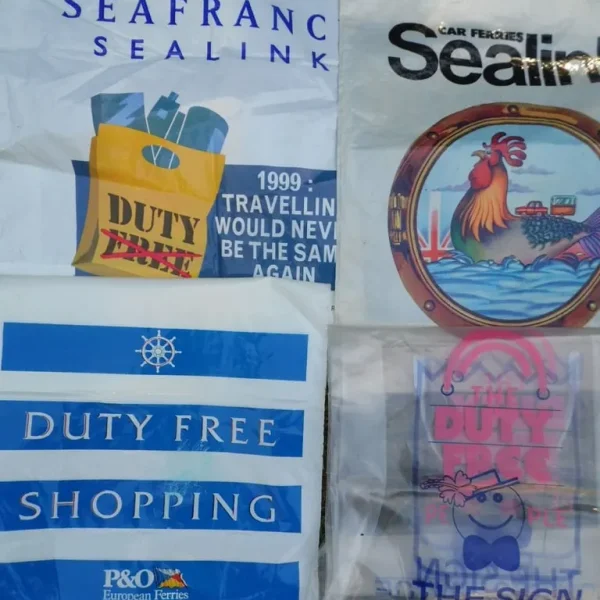 SEAFRANC
SEALINK
DUTY
FREE
1999 :
TRAVELLIN
WOULD NEV
BE THE SAM
AGAIN
CAR FERRIES
Sealin
DUTY FREE
SHOPPING
P&O
European Ferries
THE
DUTY
FREE
THE SIGN